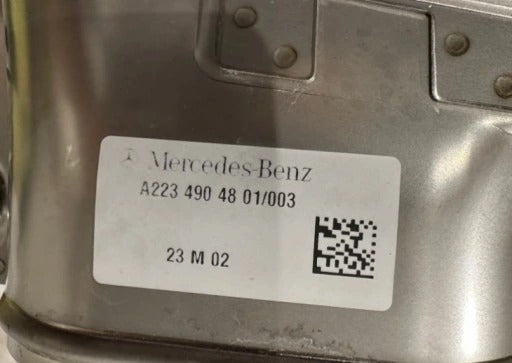 Mercedes-Benz
A223 490 48 01/003
23 M 02